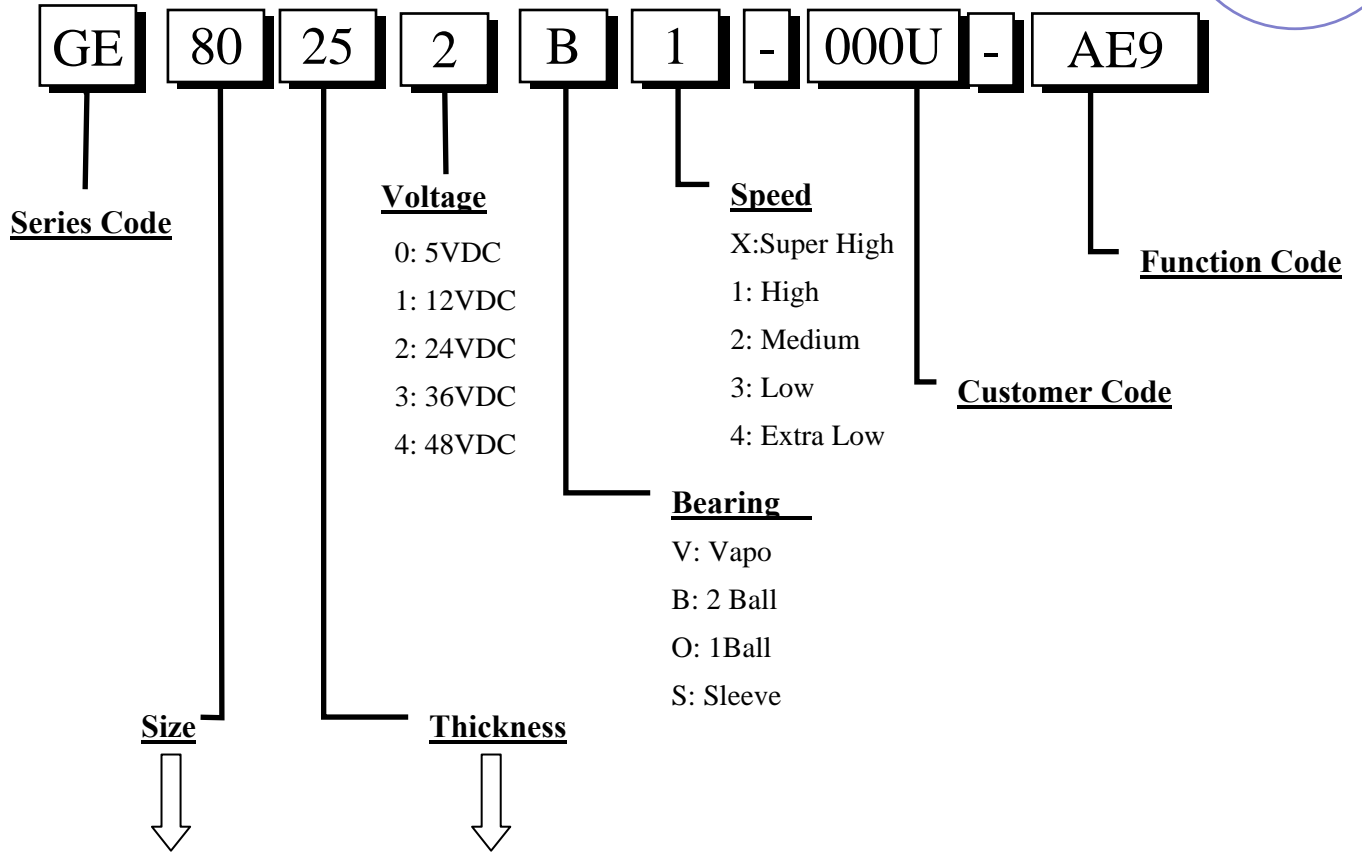 GE 80 25 2 B 1 - 000U - AE9
Series Code
Voltage
0: 5VDC
1: 12VDC
2: 24VDC
3: 36VDC
4: 48VDC
Speed
X:Super High
1: High
2: Medium
3: Low
4: Extra Low
Function Code
Customer Code
Bearing
V: Vapo
B: 2 Ball
O: 1Ball
S: Sleeve
Size
Thickness